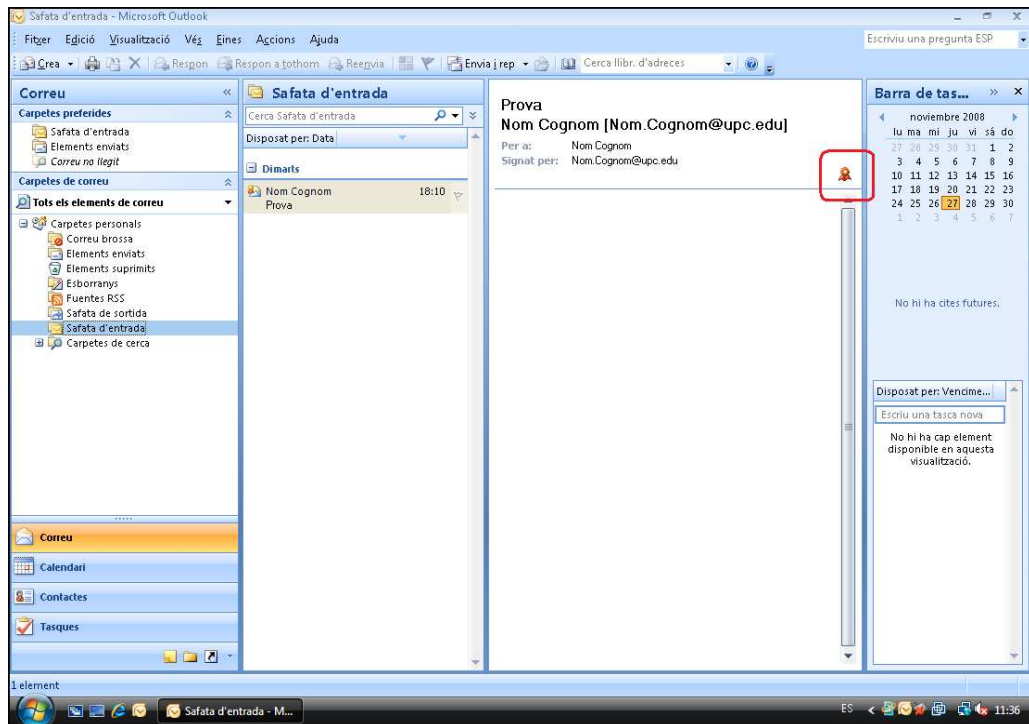 Safata d'entrada - Microsoft Outlook
Fitxer Edició Visualització Vés Eines Accions Ajuda
Escriviu una pregunta ESP
Crea Respon Respon a tothom Reenvia Envia i rep Cerca llibr. d'adreces
Correu
Carpetes preferides
Safata d'entrada
Elements enviats
Correu no llegit
Carpetes de correu
Tots els elements de correu
Carpetes personals
Correu brossa
Elements enviats
Elements suprimits
Esborranys
Fuentes RSS
Safata de sortida
Safata d'entrada
Carpetes de cerca
Correu
Calendari
Contactes
Tasques
Safata d'entrada
Cerca Safata d'entrada
Disposat per: Data
Dimarts
Nom Cognom 18:10
Prova
Prova
Nom Cognom [Nom.Cognom@upc.edu]
Per a: Nom Cognom
Signat per: Nom.Cognom@upc.edu
Barra de tas...
noviembre 2008
lu ma mi ju vi sá do
27 28 29 30 31 1 2
3 4 5 6 7 8 9
10 11 12 13 14 15 16
17 18 19 20 21 22 23
24 25 26 27 28 29 30
1 2 3 4 5 6 7
No hi ha cites futures.
Disposat per: Vencime...
Escriu una tasca nova
No hi ha cap element
disponible en aquesta
visualització.
1 element
Safata d'entrada - M...
ES
11:36